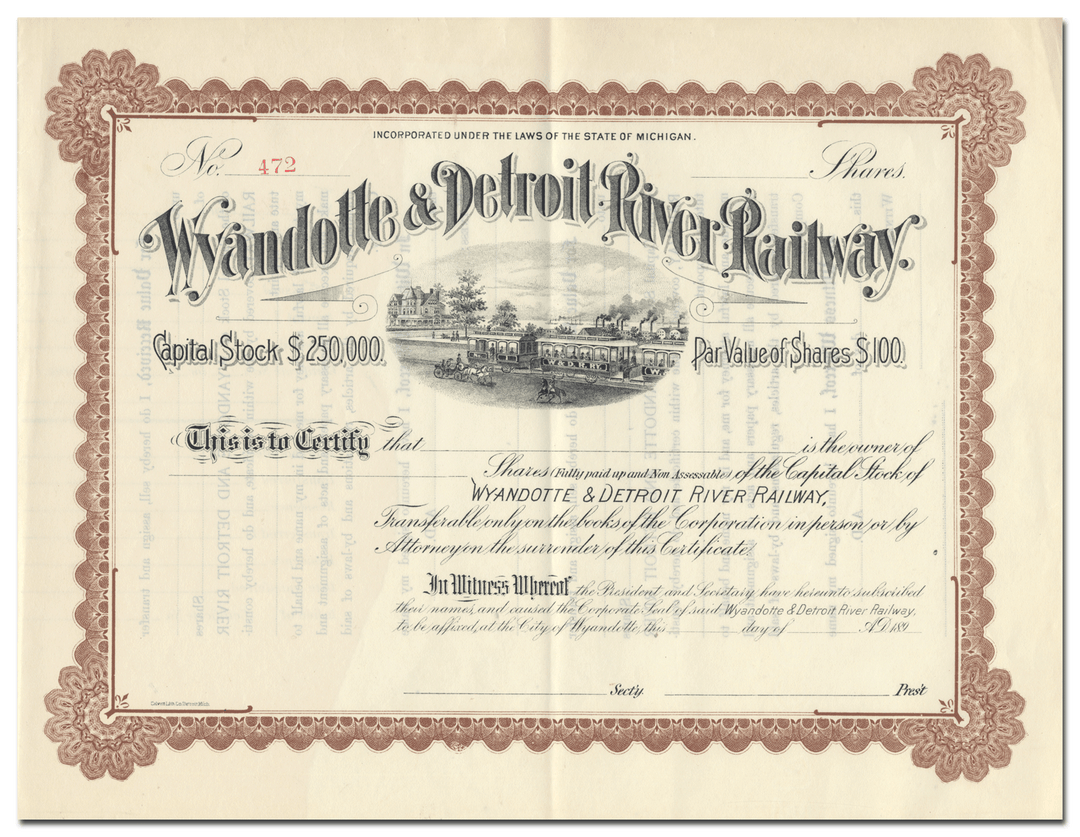 INCORPORATED UNDER THE LAWS OF THE STATE OF MICHIGAN.
No. 472 Shares.
Wyandotte & Detroit River Railway.
Capital Stock $250,000. Par Value of Shares $100.
W. & D. R. RY.
This is to Certify that is the owner of
Shares (Fully paid up and Non Assessable) of the Capital Stock of
WYANDOTTE & DETROIT RIVER RAILWAY,
Transferable only on the books of the Corporation in person or by
Attorney on the surrender of this Certificate.
In Witness Whereof the President and Secretary have hereunto subscribed
their names, and caused the Corporate Seal of said Wyandotte & Detroit River Railway,
to be affixed, at the City of Wyandotte, this day of A.D. 189
Sec'ty. Pres't